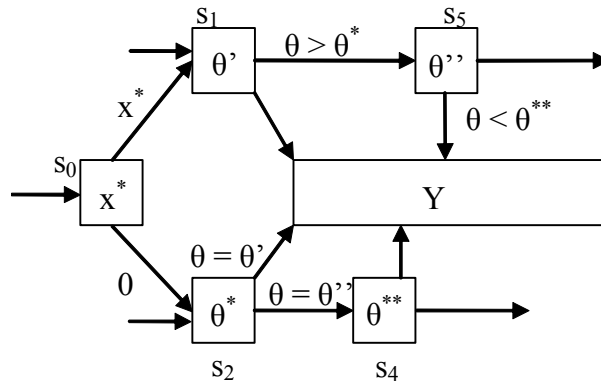 s₁
s₅
θ'
θ > θ*
θ''
x*
θ < θ**
s₀
x*
Y
0
θ = θ'
θ*
θ = θ''
θ**
s₂
s₄